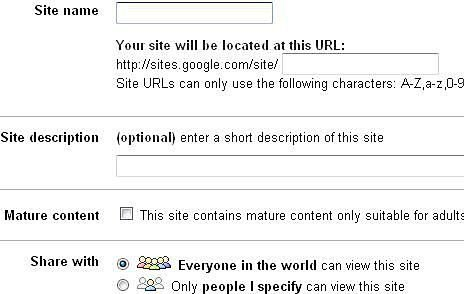 Site name
Your site will be located at this URL:
http://sites.google.com/site/
Site URLs can only use the following characters: A-Z,a-z,0-9
Site description (optional) enter a short description of this site
Mature content This site contains mature content only suitable for adults
Share with Everyone in the world can view this site
Only people I specify can view this site